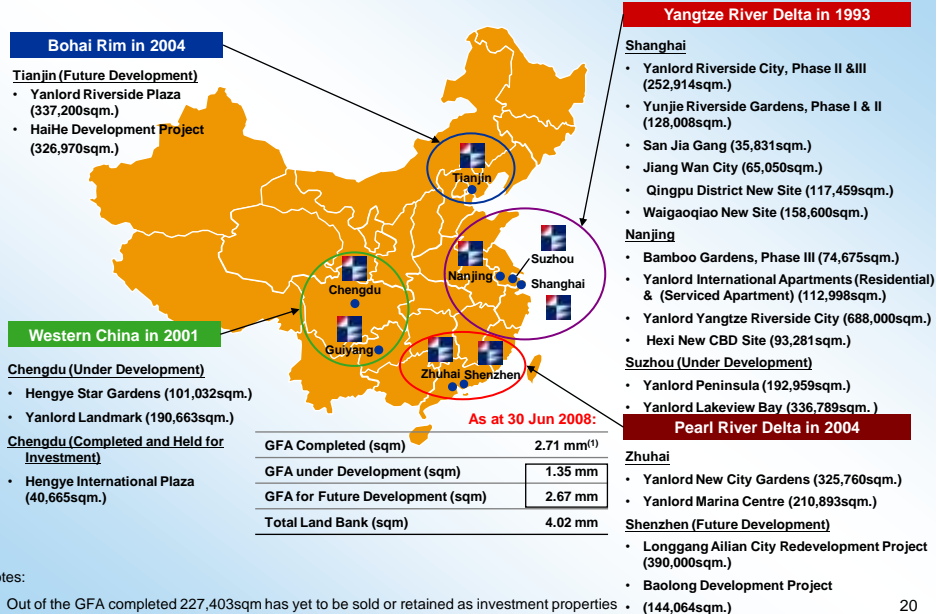 Bohai Rim in 2004
Tianjin (Future Development)
• Yanlord Riverside Plaza
(337,200sqm.)
• HaiHe Development Project
(326,970sqm.)
Yangtze River Delta in 1993
Shanghai
• Yanlord Riverside City, Phase II &III
(252,914sqm.)
• Yunjie Riverside Gardens, Phase I & II
(128,008sqm.)
• San Jia Gang (35,831sqm.)
• Jiang Wan City (65,050sqm.)
• Qingpu District New Site (117,459sqm.)
• Waigaoqiao New Site (158,600sqm.)
Nanjing
• Bamboo Gardens, Phase III (74,675sqm.)
• Yanlord International Apartments (Residential)
& (Serviced Apartment) (112,998sqm.)
• Yanlord Yangtze Riverside City (688,000sqm.)
• Hexi New CBD Site (93,281sqm.)
Suzhou (Under Development)
• Yanlord Peninsula (192,959sqm.)
• Yanlord Lakeview Bay (336,789sqm. )
Tianjin
Suzhou
Nanjing
Shanghai
Chengdu
Guiyang
Zhuhai
Shenzhen
Western China in 2001
Chengdu (Under Development)
• Hengye Star Gardens (101,032sqm.)
• Yanlord Landmark (190,663sqm.)
Chengdu (Completed and Held for
Investment)
• Hengye International Plaza
(40,665sqm.)
As at 30 Jun 2008:
GFA Completed (sqm) 2.71 mm(1)
GFA under Development (sqm) 1.35 mm
GFA for Future Development (sqm) 2.67 mm
Total Land Bank (sqm) 4.02 mm
Pearl River Delta in 2004
Zhuhai
• Yanlord New City Gardens (325,760sqm.)
• Yanlord Marina Centre (210,893sqm.)
Shenzhen (Future Development)
• Longgang Ailian City Redevelopment Project
(390,000sqm.)
• Baolong Development Project
• (144,064sqm.)
otes:
Out of the GFA completed 227,403sqm has yet to be sold or retained as investment properties
20